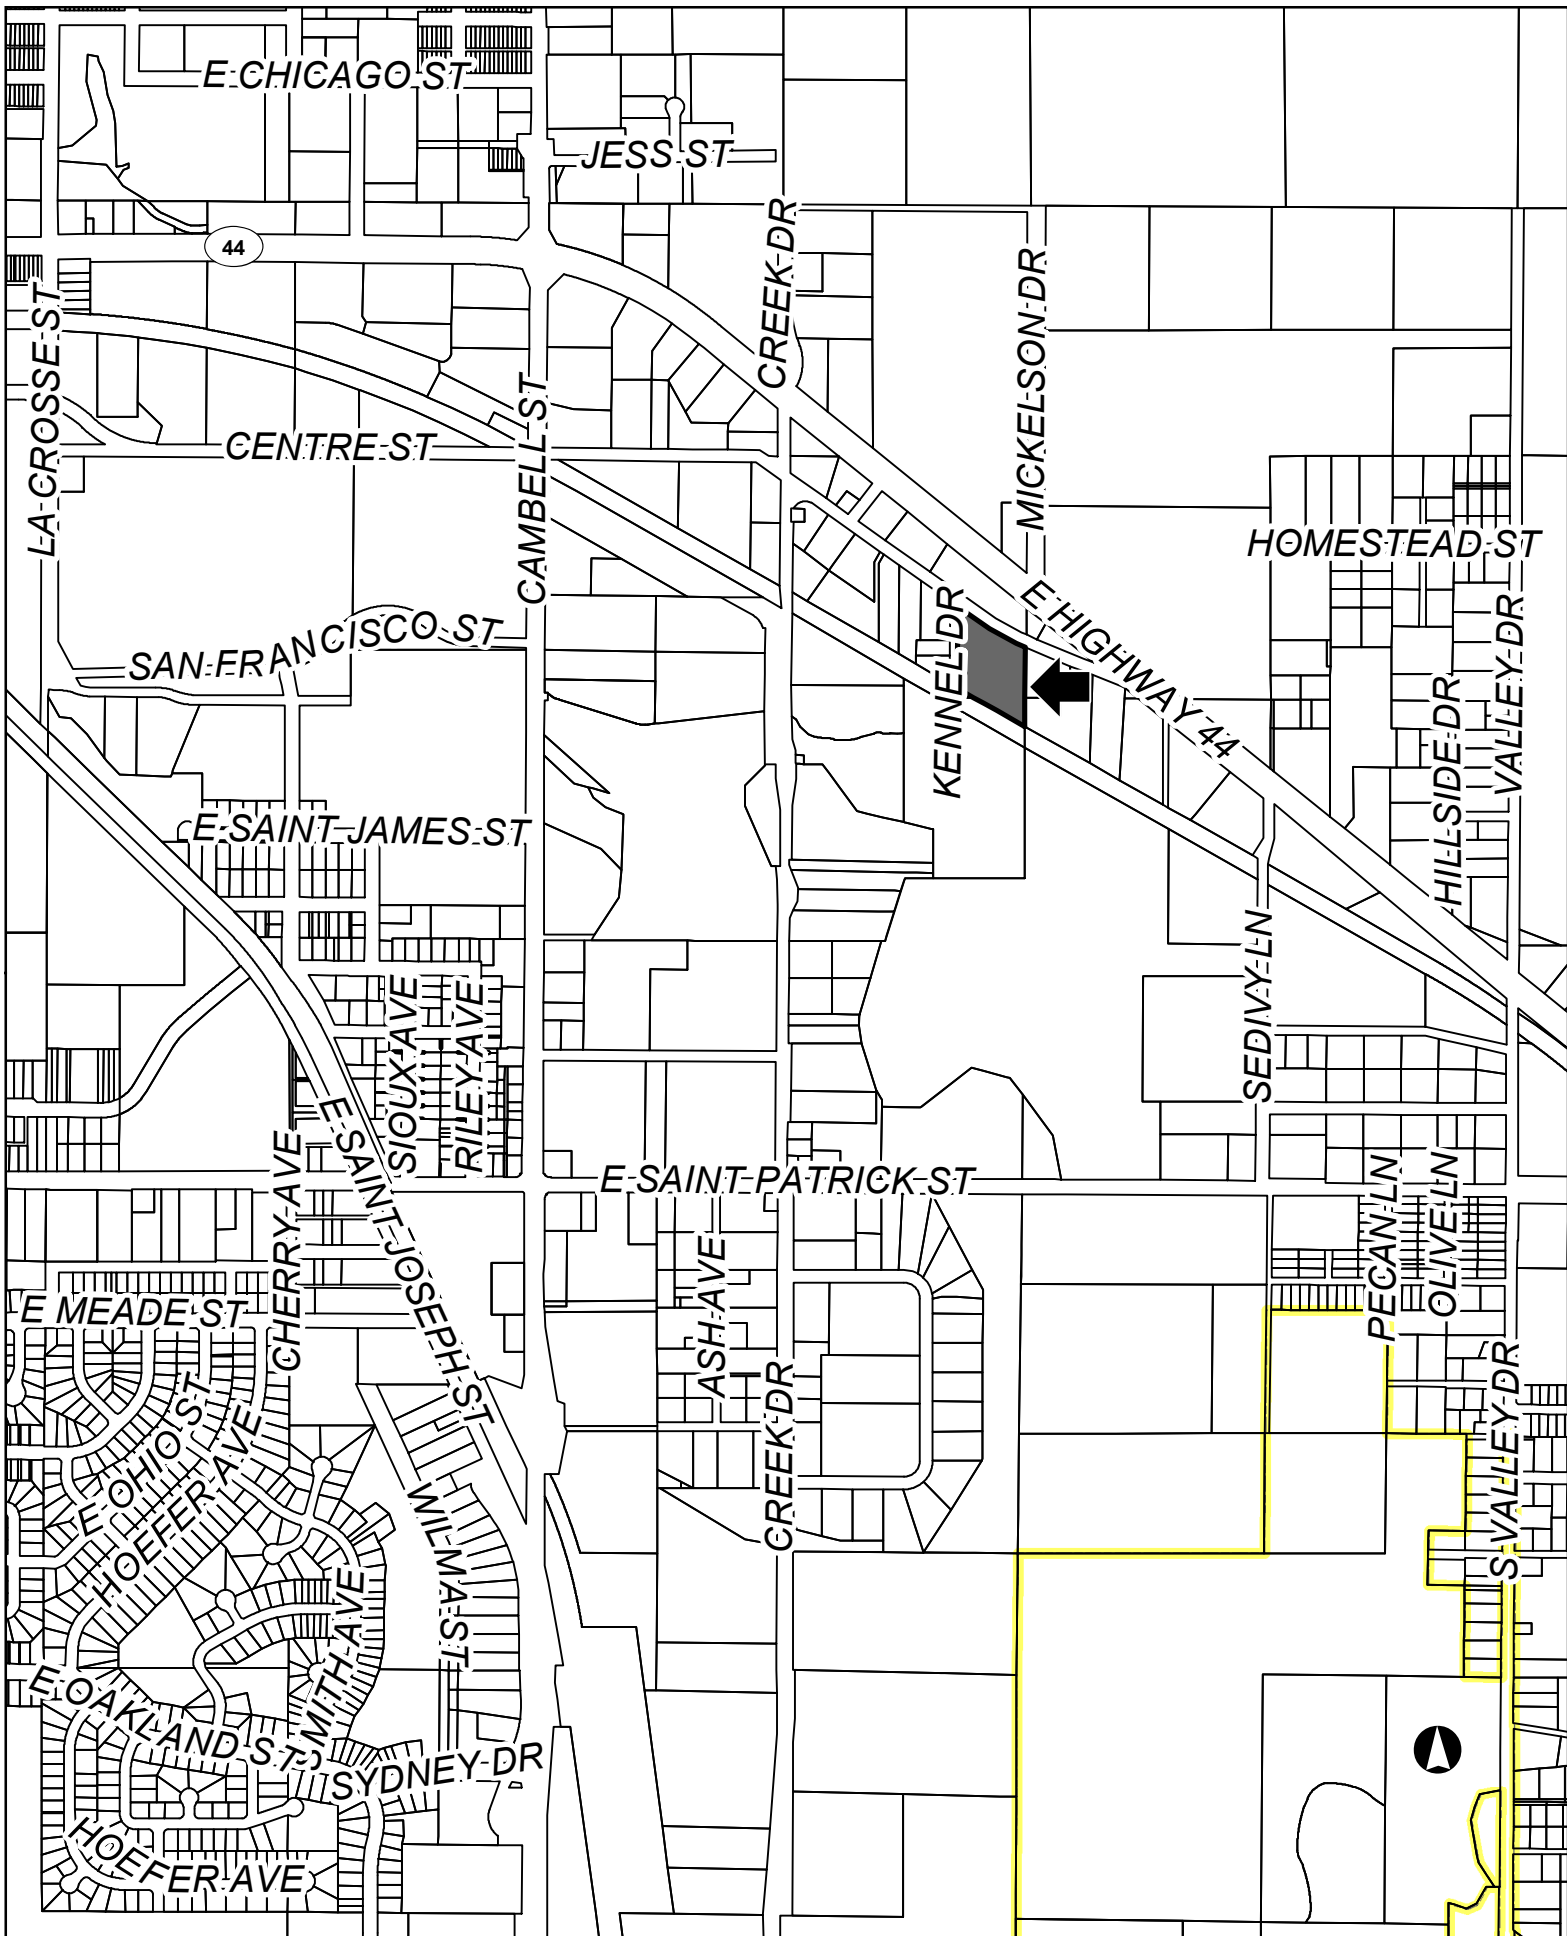 E CHICAGO ST
JESS ST
44
CREEK DR
MICKELSON DR
LA CROSSE ST
CENTRE ST
CAMBELL ST
HOMESTEAD ST
E HIGHWAY 44
KENNEL DR
SAN FRANCISCO ST
VALLEY DR
HILLSIDE DR
E SAINT JAMES ST
SEDIVY LN
SIOUX AVE
RILEY AVE
E SAINT JOSEPH ST
CHERRY AVE
E SAINT PATRICK ST
PECAN LN
OLIVE LN
ASH AVE
E MEADE ST
CREEK DR
S VALLEY DR
E OHIO ST
HOEFER AVE
WILMA ST
SMITH AVE
E OAKLAND ST
SYDNEY DR
HOEFER AVE